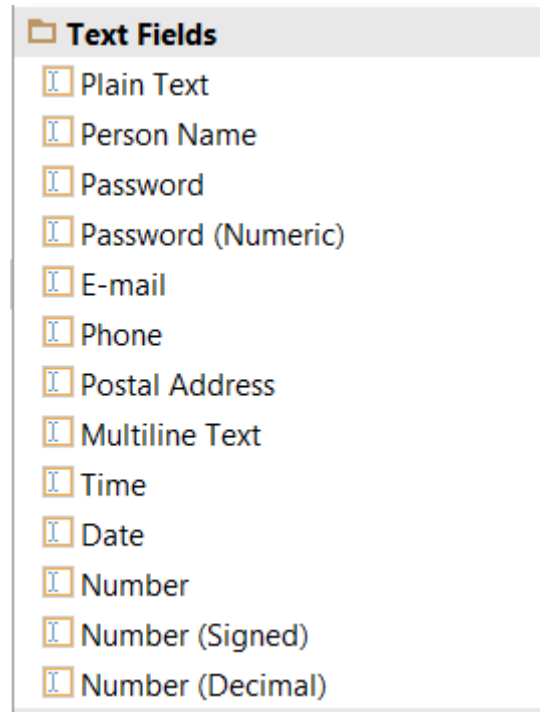 Text Fields
Plain Text
Person Name
Password
Password (Numeric)
E-mail
Phone
Postal Address
Multiline Text
Time
Date
Number
Number (Signed)
Number (Decimal)